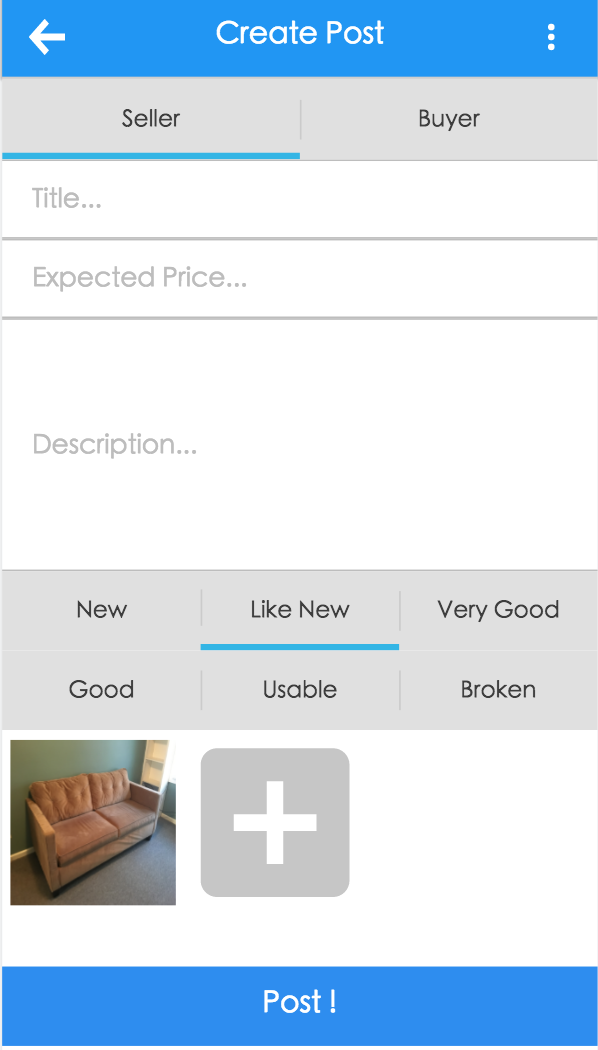 Create Post
Seller Buyer
Title...
Expected Price...
Description...
New Like New Very Good
Good Usable Broken
Post !